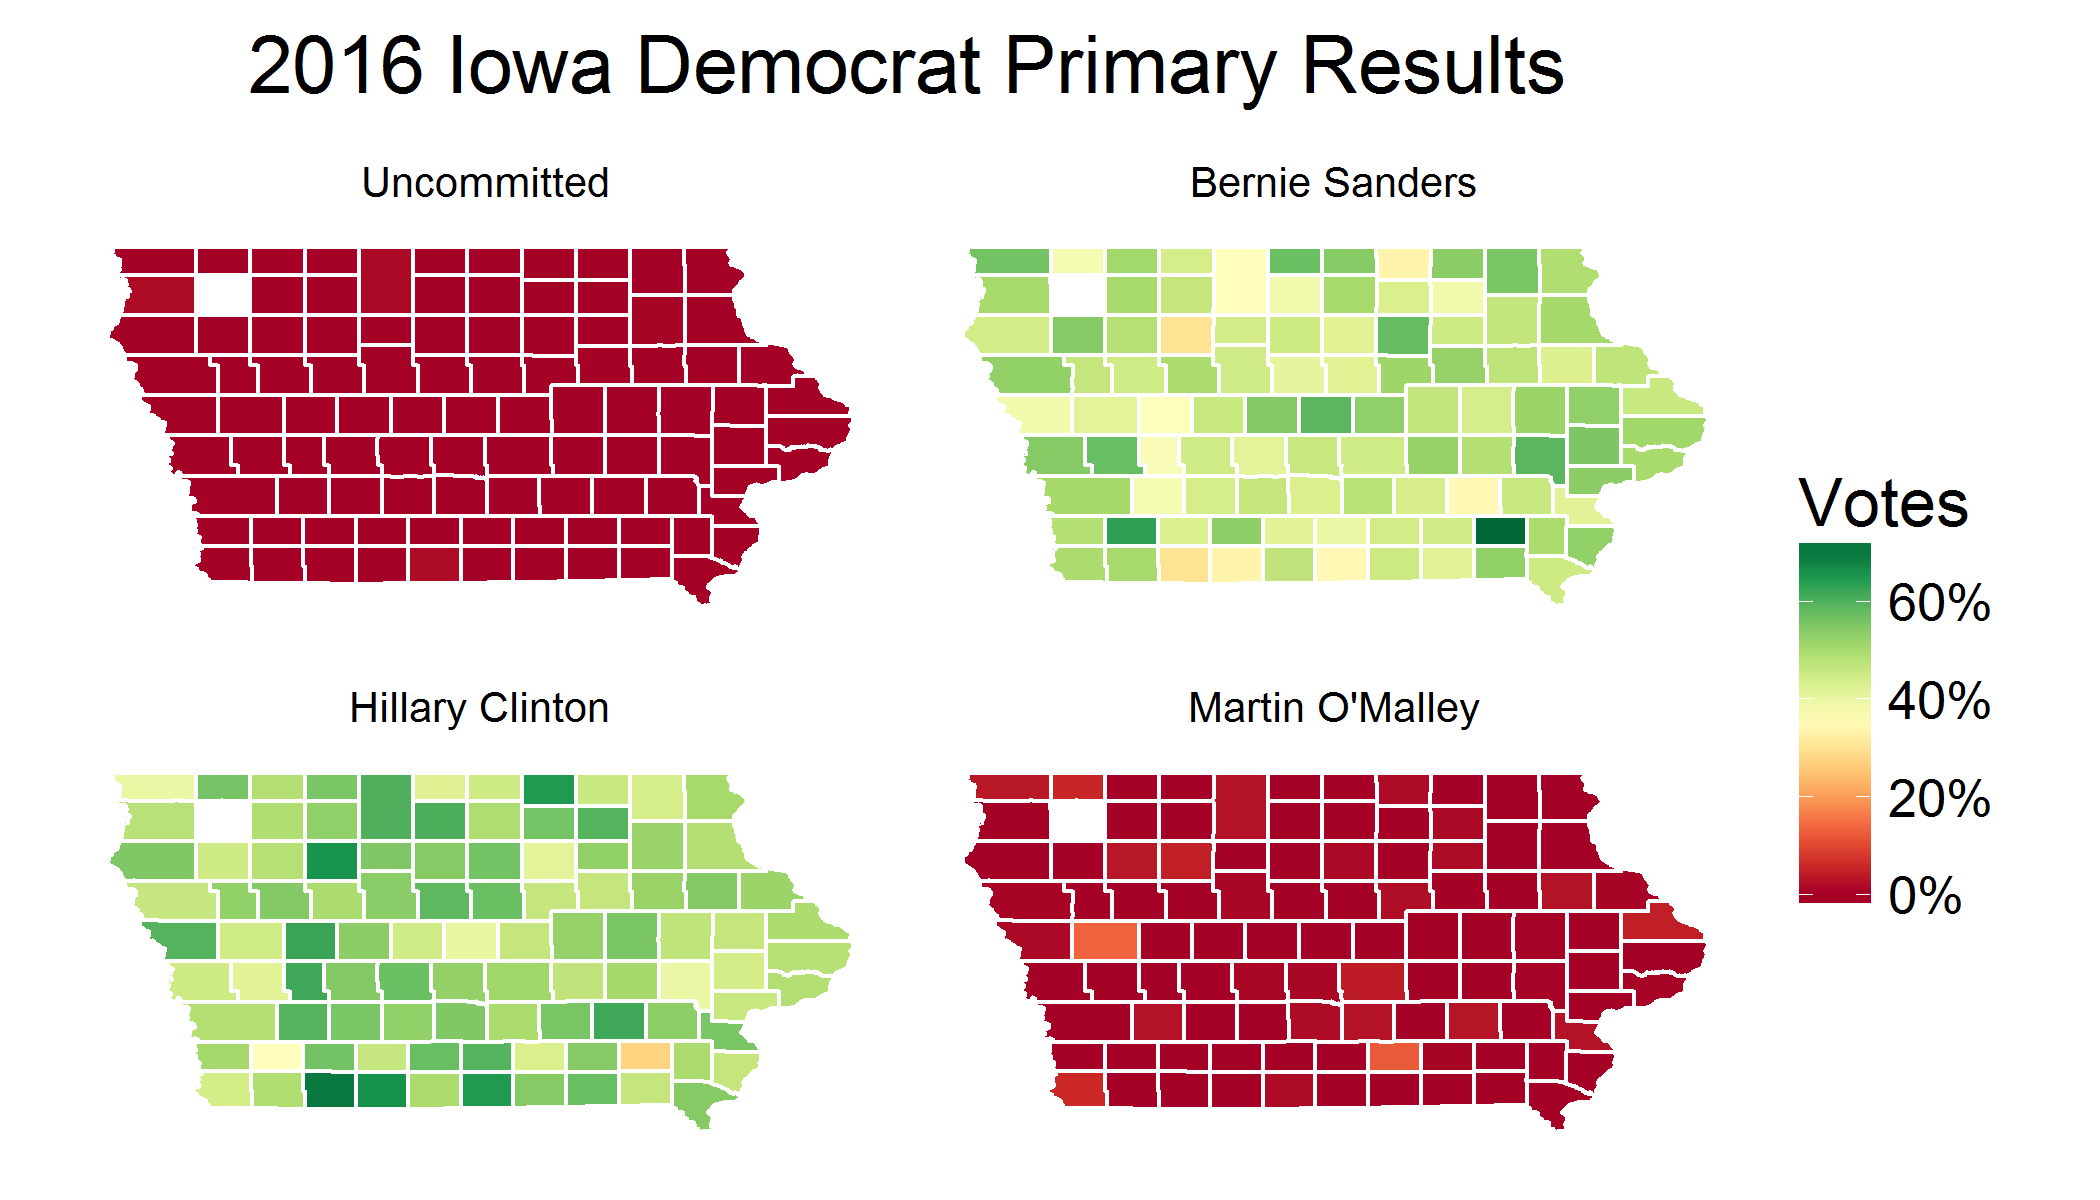 2016 Iowa Democrat Primary Results
Uncommitted
Bernie Sanders
Hillary Clinton
Martin O'Malley
Votes
60%
40%
20%
0%